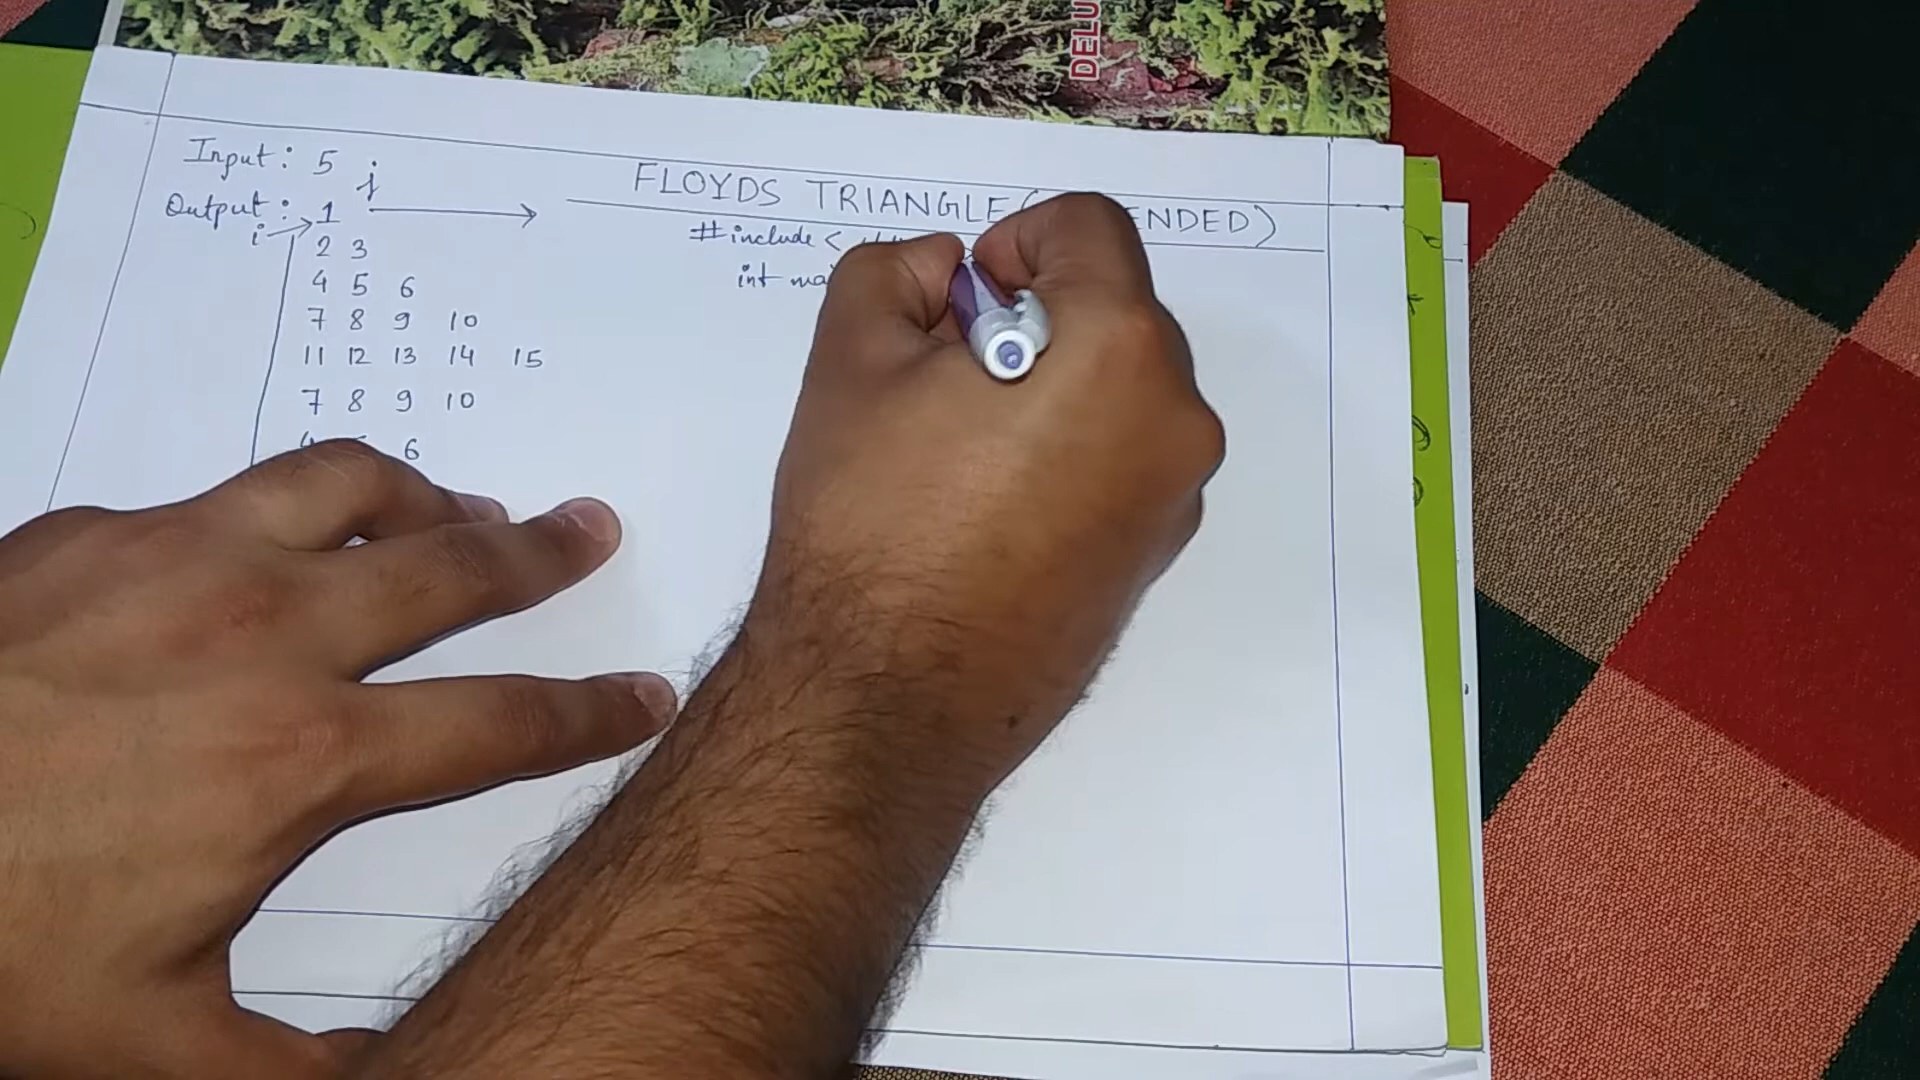 DELU
Input: 5
j
Output: 1
i
2 3
4 5 6
7 8 9 10
11 12 13 14 15
7 8 9 10
6
FLOYDS TRIANGLE ( ENDED)
#include <
int